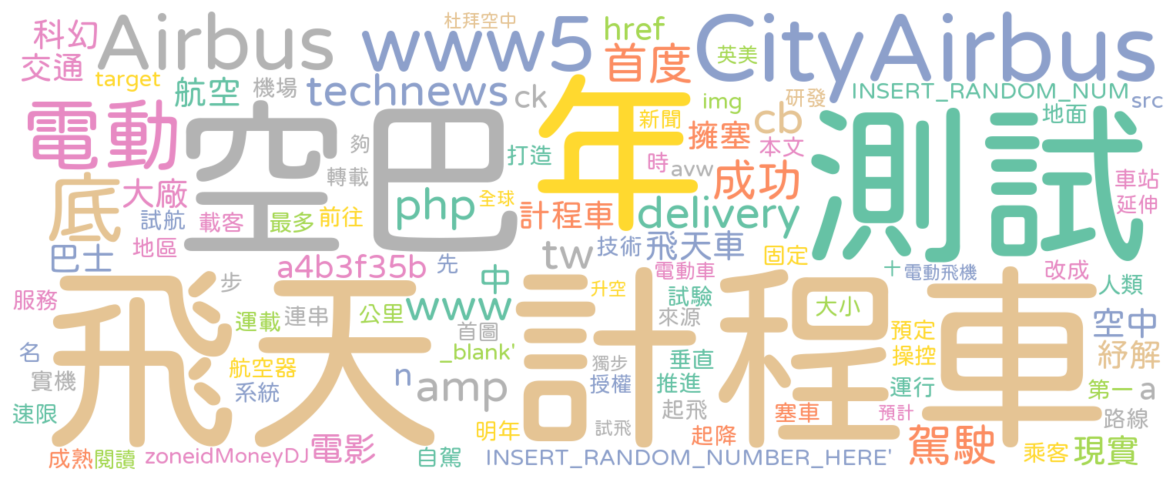 杜拜空中
科幻 Airbus www5 href 英美 CityAirbus
交通 target 航空 機場 technews ck 首度 INSERT_RANDOM_NUM src
電動 空巴 年 img 研發 cb 測試 地面
夠 打造 新聞 擁塞 本文
底 大廠 轉載 時 avw 成功 車站
試航 載客 最多 前往 php 全球 計程車 delivery 延伸
巴士 地區 先 tw 技術 飛天車 固定 + 電動飛機
a4b3f35b 電動車 改成 人類
服務 步 中 www 升空 試驗 大小
飛天計程車
運載 連串 公里 首圖 來源 預定 空中
名 航空器 _blank' 獨步 垂直 操控 紓解
實機 系統 n amp 授權 推進 運行 第一 a
速限 起飛 塞車 預計 路線
成熟 閱讀 zoneidMoneyDJ 電影 自駕 明年 試飛 起降 駕駛 乘客 現實
INSERT_RANDOM_NUMBER_HERE'